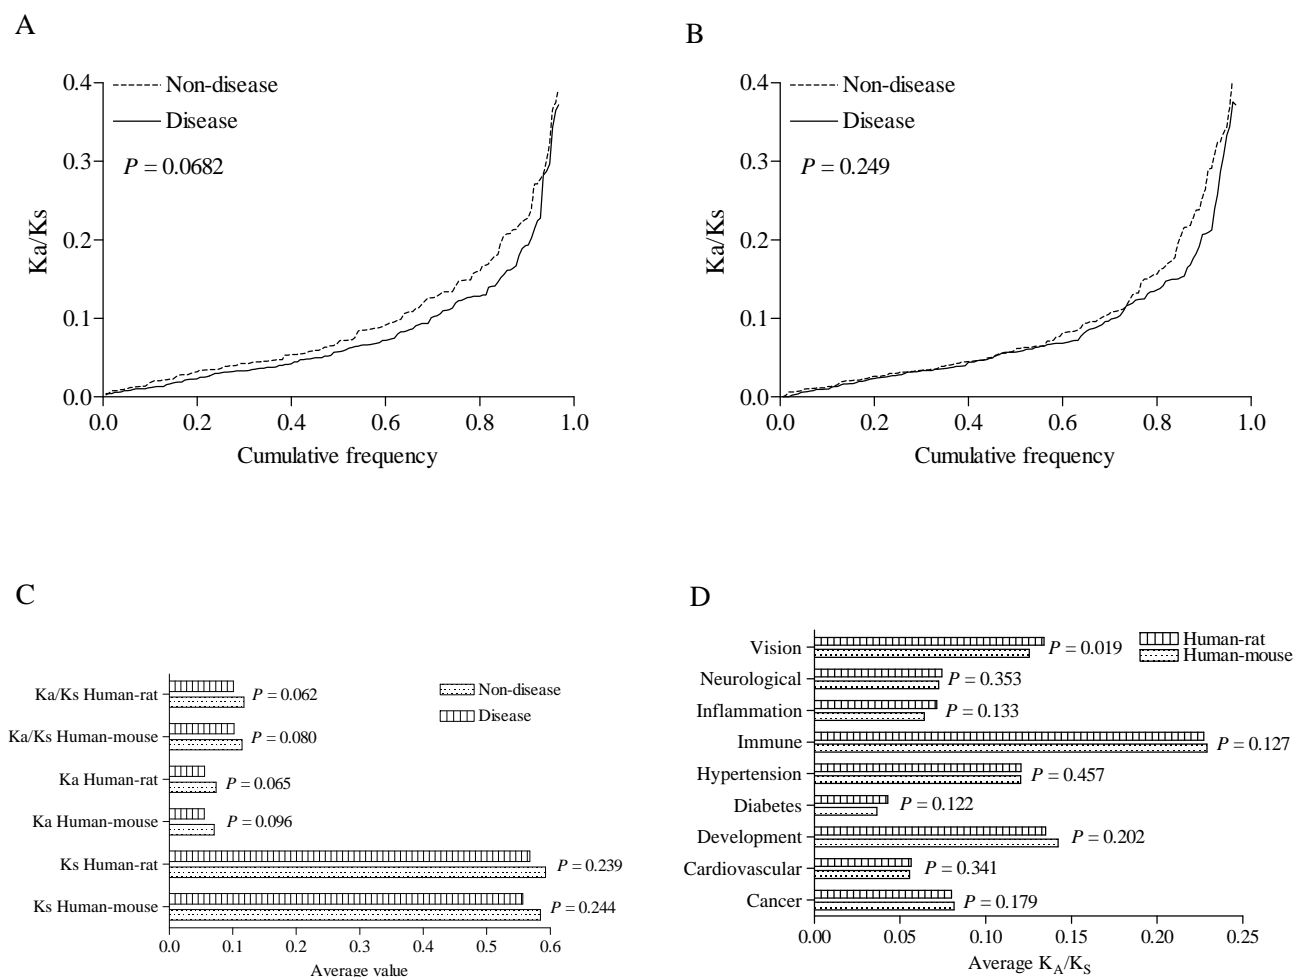 A
0.4
Non-disease
Disease
0.3
P = 0.0682
Ka/Ks
0.2
0.1
0.0
0.0 0.2 0.4 0.6 0.8 1.0
Cumulative frequency
B
0.4
Non-disease
Disease
0.3
P = 0.249
Ka/Ks
0.2
0.1
0.0
0.0 0.2 0.4 0.6 0.8 1.0
Cumulative frequency
C
Ka/Ks Human-rat P = 0.062
Non-disease
Disease
Ka/Ks Human-mouse P = 0.080
Ka Human-rat P = 0.065
Ka Human-mouse P = 0.096
Ks Human-rat P = 0.239
Ks Human-mouse P = 0.244
0.0 0.1 0.2 0.3 0.4 0.5 0.6
Average value
D
Human-rat
Human-mouse
Vision P = 0.019
Neurological P = 0.353
Inflammation P = 0.133
Immune P = 0.127
Hypertension P = 0.457
Diabetes P = 0.122
Development P = 0.202
Cardiovascular P = 0.341
Cancer P = 0.179
0.00 0.05 0.10 0.15 0.20 0.25
Average K_A/K_S